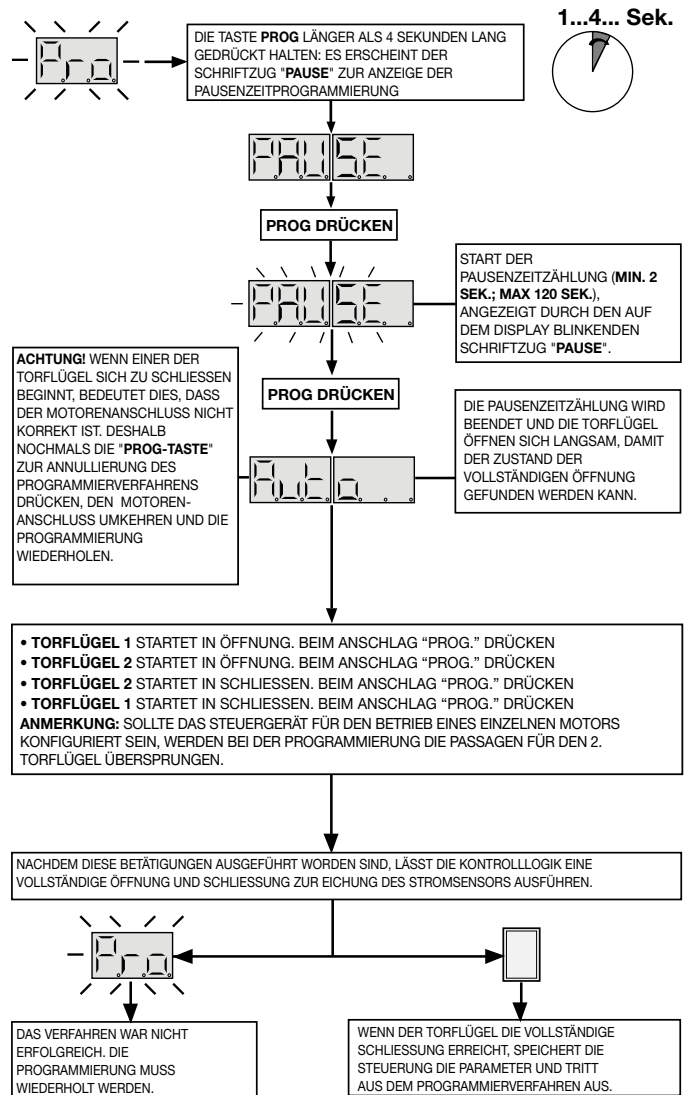 1...4... Sek.
Pro
DIE TASTE PROG LÄNGER ALS 4 SEKUNDEN LANG
GEDRÜCKT HALTEN: ES ERSCHEINT DER
SCHRIFTZUG "PAUSE" ZUR ANZEIGE DER
PAUSENZEITPROGRAMMIERUNG
PAUSE
PROG DRÜCKEN
PAUSE
START DER
PAUSENZEITZÄHLUNG (MIN. 2
SEK.; MAX 120 SEK.),
ANGEZEIGT DURCH DEN AUF
DEM DISPLAY BLINKENDEN
SCHRIFTZUG "PAUSE".
ACHTUNG! WENN EINER DER
TORFLÜGEL SICH ZU SCHLIESSEN
BEGINNT, BEDEUTET DIES, DASS
DER MOTORENANSCHLUSS NICHT
KORREKT IST. DESHALB
NOCHMALS DIE "PROG-TASTE"
ZUR ANNULLIERUNG DES
PROGRAMMIERVERFAHRENS
DRÜCKEN, DEN MOTOREN-
ANSCHLUSS UMKEHREN UND DIE
PROGRAMMIERUNG
WIEDERHOLEN.
PROG DRÜCKEN
Auto
DIE PAUSENZEITZÄHLUNG WIRD
BEENDET UND DIE TORFLÜGEL
ÖFFNEN SICH LANGSAM, DAMIT
DER ZUSTAND DER
VOLLSTÄNDIGEN ÖFFNUNG
GEFUNDEN WERDEN KANN.
• TORFLÜGEL 1 STARTET IN ÖFFNUNG. BEIM ANSCHLAG “PROG.” DRÜCKEN
• TORFLÜGEL 2 STARTET IN ÖFFNUNG. BEIM ANSCHLAG “PROG.” DRÜCKEN
• TORFLÜGEL 2 STARTET IN SCHLIESSEN. BEIM ANSCHLAG “PROG.” DRÜCKEN
• TORFLÜGEL 1 STARTET IN SCHLIESSEN. BEIM ANSCHLAG “PROG.” DRÜCKEN
ANMERKUNG: SOLLTE DAS STEUERGERÄT FÜR DEN BETRIEB EINES EINZELNEN MOTORS
KONFIGURIERT SEIN, WERDEN BEI DER PROGRAMMIERUNG DIE PASSAGEN FÜR DEN 2.
TORFLÜGEL ÜBERSPRUNGEN.
NACHDEM DIESE BETÄTIGUNGEN AUSGEFÜHRT WORDEN SIND, LÄSST DIE KONTROLLLOGIK EINE
VOLLSTÄNDIGE ÖFFNUNG UND SCHLIESSUNG ZUR EICHUNG DES STROMSENSORS AUSFÜHREN.
Pro
DAS VERFAHREN WAR NICHT
ERFOLGREICH. DIE
PROGRAMMIERUNG MUSS
WIEDERHOLT WERDEN.
WENN DER TORFLÜGEL DIE VOLLSTÄNDIGE
SCHLIESSUNG ERREICHT, SPEICHERT DIE
STEUERUNG DIE PARAMETER UND TRITT
AUS DEM PROGRAMMIERVERFAHREN AUS.